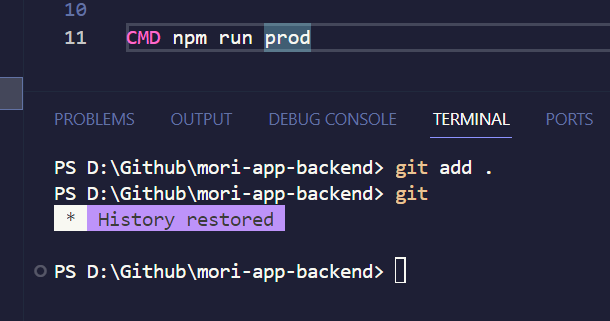 10
11 CMD npm run prod
PROBLEMS OUTPUT DEBUG CONSOLE TERMINAL PORTS
PS D:\Github\mori-app-backend> git add .
PS D:\Github\mori-app-backend> git
* History restored
PS D:\Github\mori-app-backend>